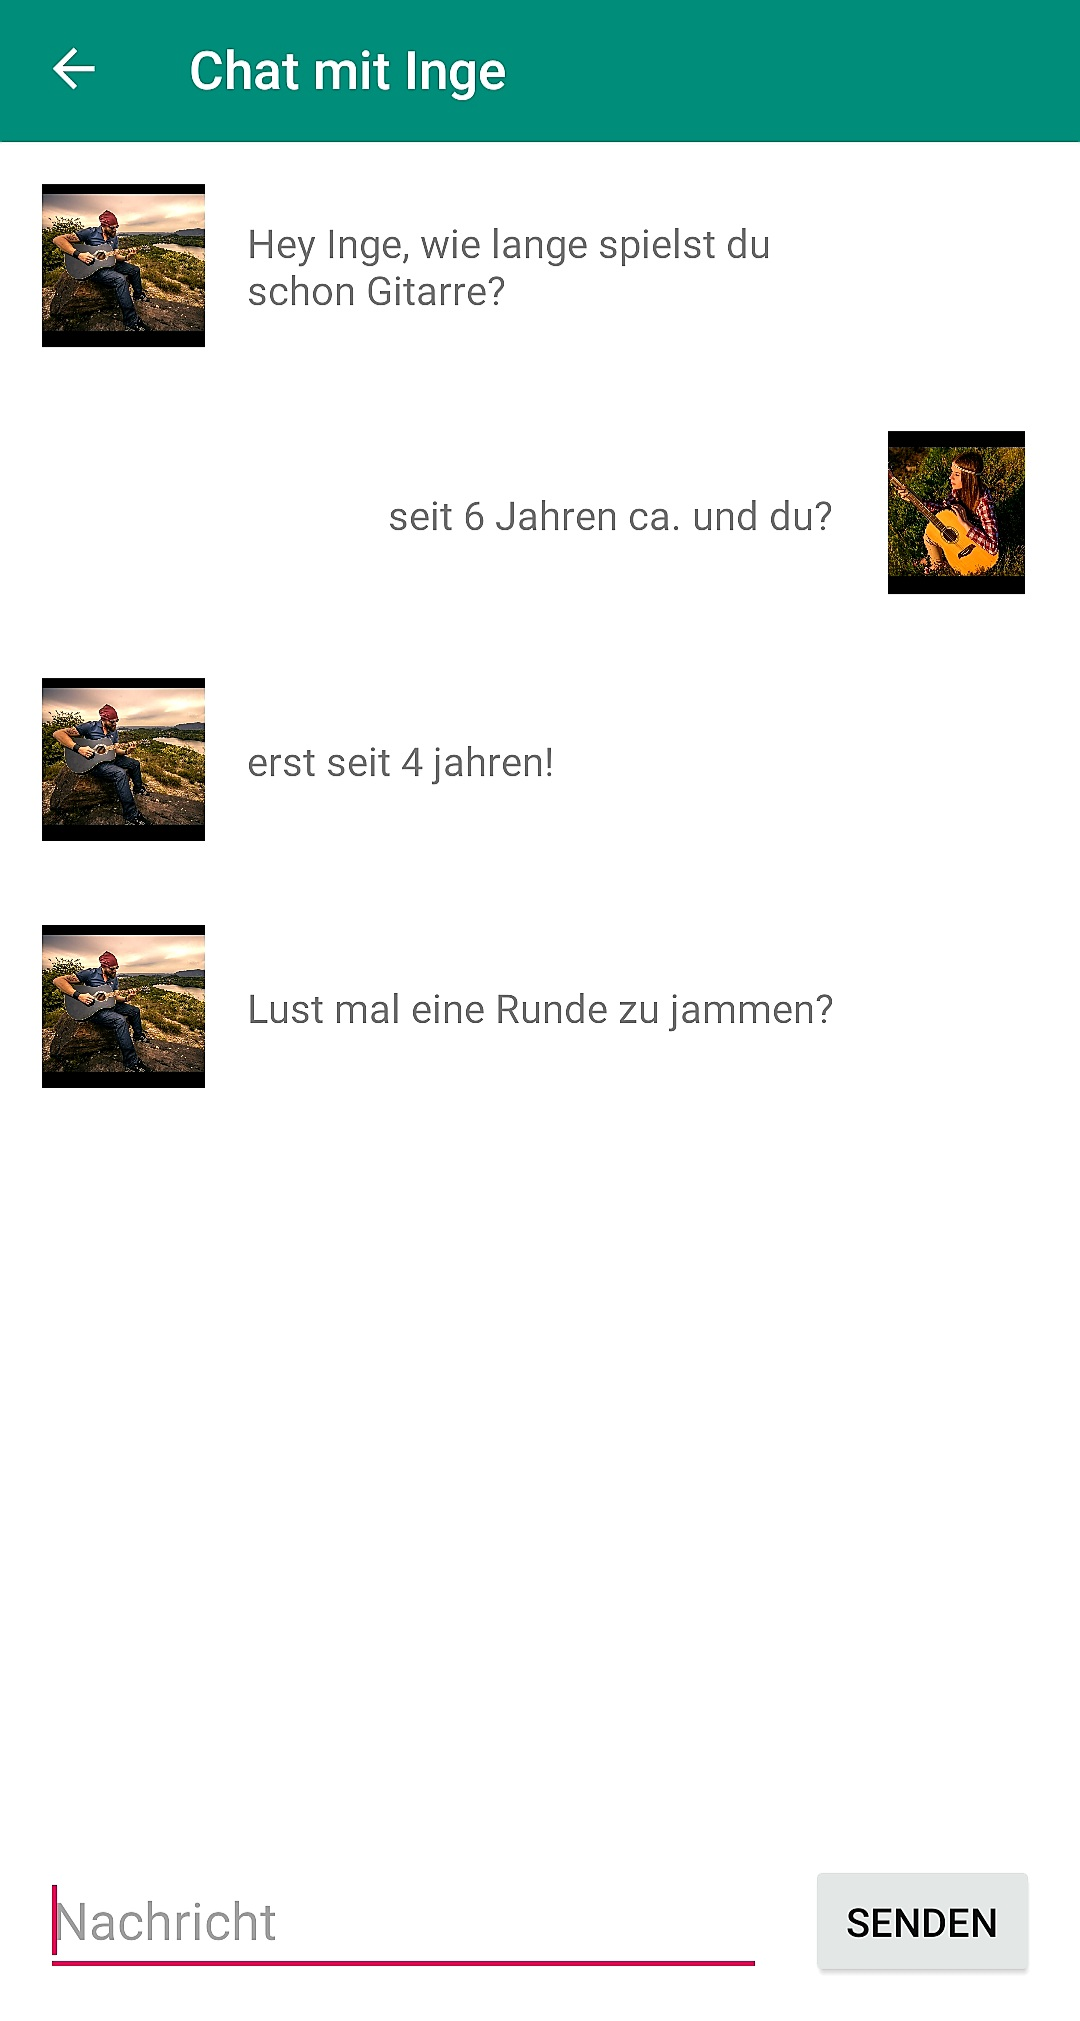 Chat mit Inge
Hey Inge, wie lange spielst du
schon Gitarre?
seit 6 Jahren ca. und du?
erst seit 4 jahren!
Lust mal eine Runde zu jammen?
Nachricht
SENDEN